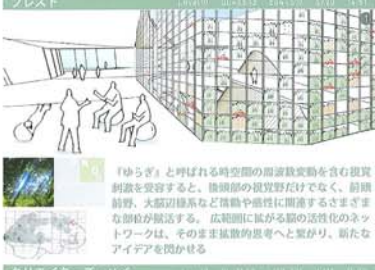 『ゆらぎ』と呼ばれる時空間の周波数変動を含む視覚
刺激を受容すると、後頭部の視覚野だけでなく、前頭
前野、大脳辺縁系など情動や感性に関連するさまざま
な部位が賦活する。広範囲に拡がる脳の活性化のネッ
トワークは、そのまま拡散的思考へと繋がり、新たな
アイデアを閃かせる